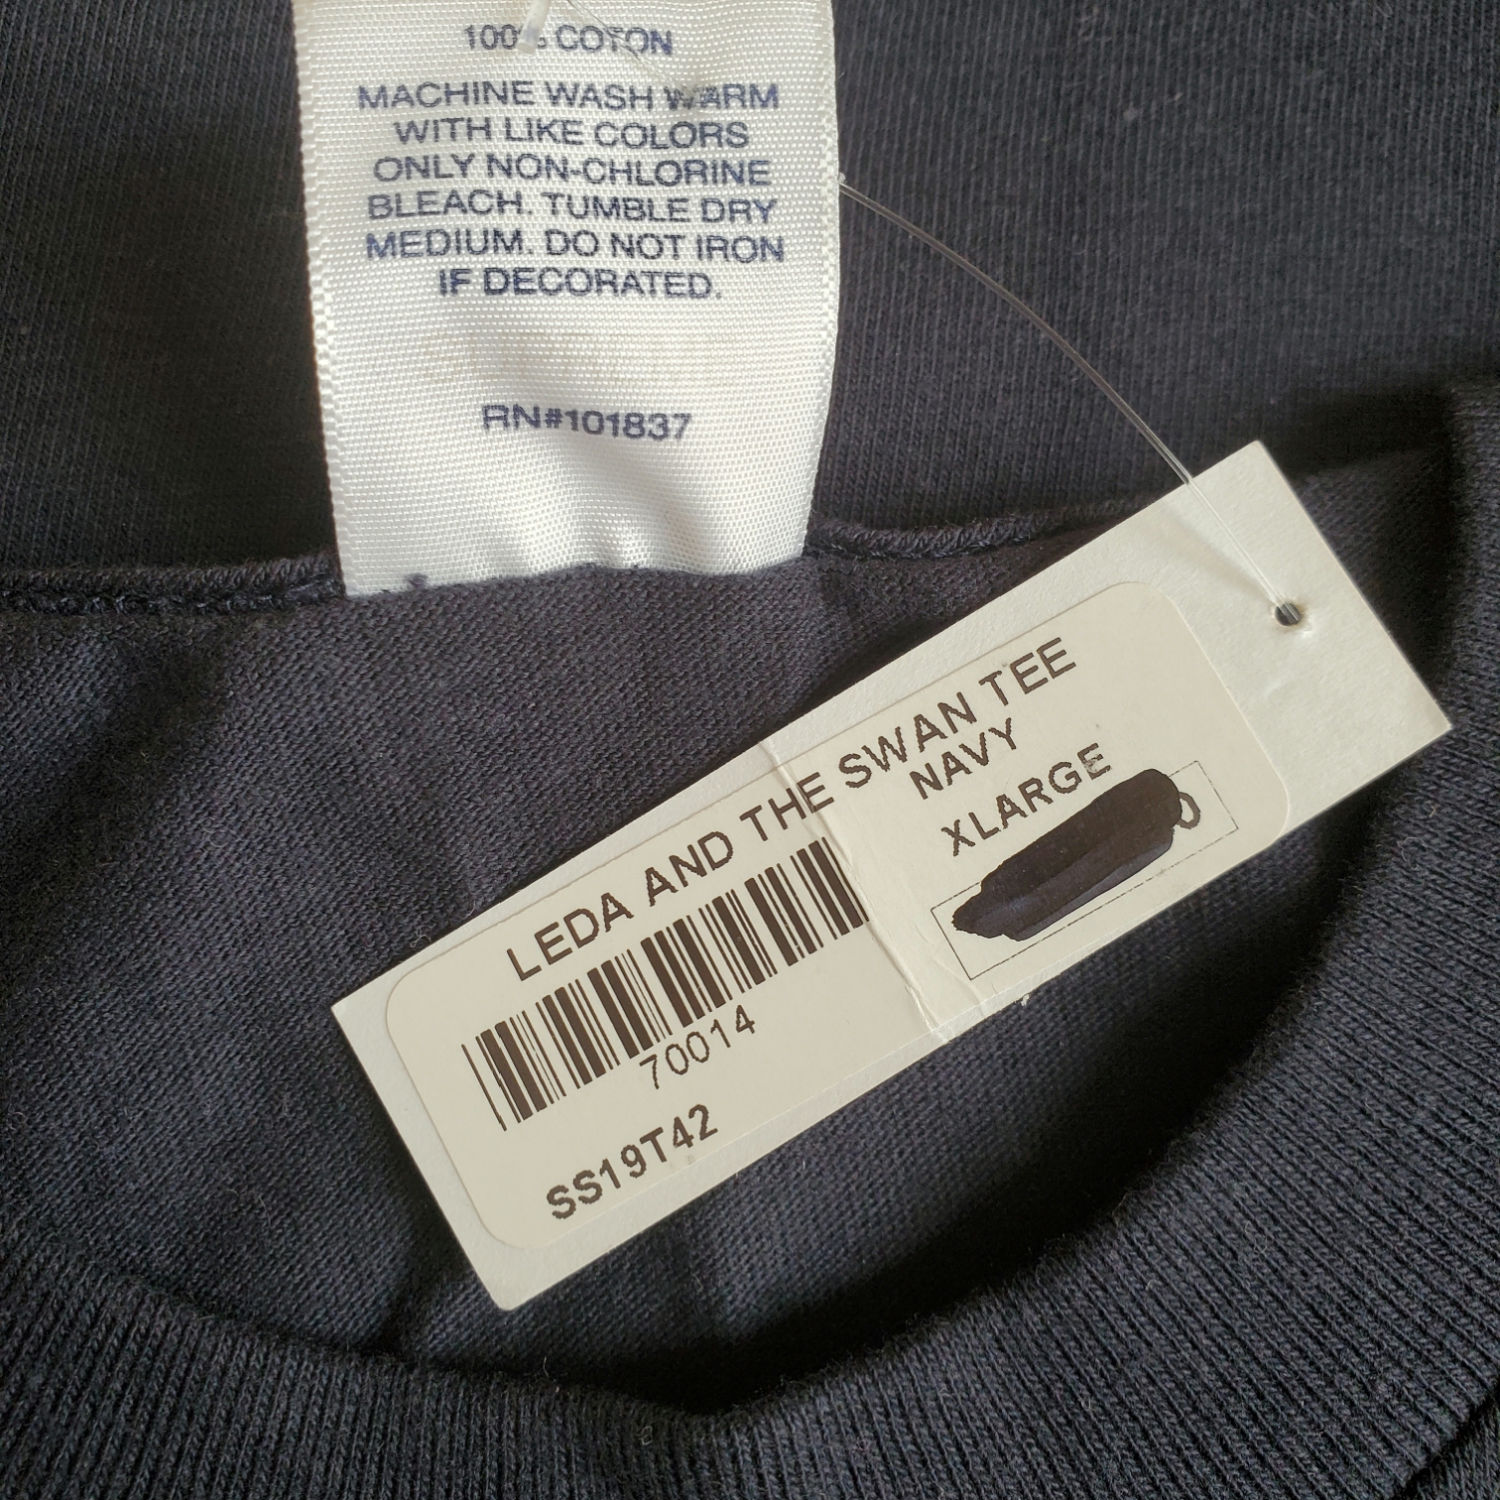 100% COTTON
MACHINE WASH WARM
WITH LIKE COLORS
ONLY NON-CHLORINE
BLEACH. TUMBLE DRY
MEDIUM. DO NOT IRON
IF DECORATED.
RN#101837
LEDA AND THE SWAN TEE
NAVY
XLARGE
70014
SS19T42